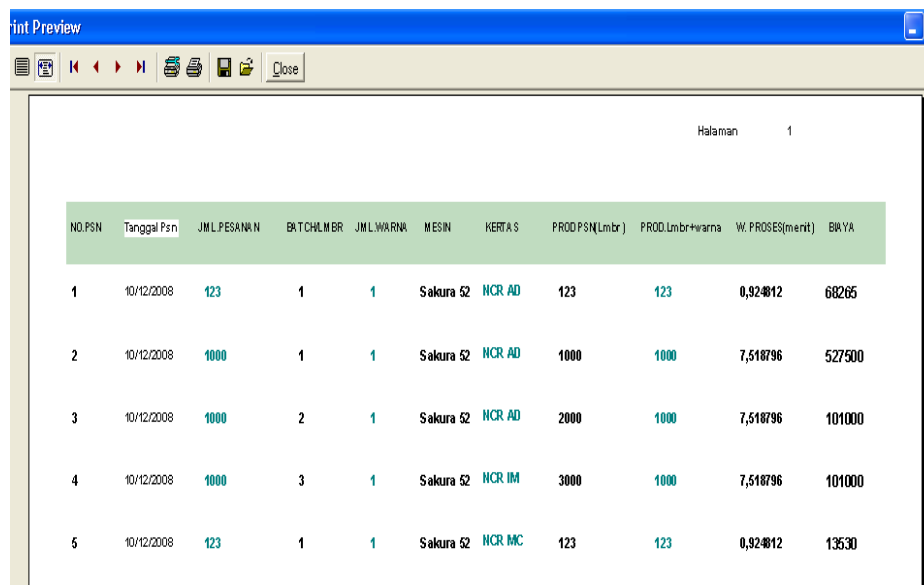 rint Preview
Close
Halaman 1
NO.PSN Tanggal Psn JML.PESANAN BATCH/LMBR JML.WARNA MESIN KERTAS PROD PSN(Lmbr) PROD.Lmbr+warna W. PROSES(menit) BIAYA
1 10/12/2008 123 1 1 Sakura 52 NCR AD 123 123 0,924812 68265
2 10/12/2008 1000 1 1 Sakura 52 NCR AD 1000 1000 7,518796 527500
3 10/12/2008 1000 2 1 Sakura 52 NCR AD 2000 1000 7,518796 101000
4 10/12/2008 1000 3 1 Sakura 52 NCR IM 3000 1000 7,518796 101000
5 10/12/2008 123 1 1 Sakura 52 NCR MC 123 123 0,924812 13530